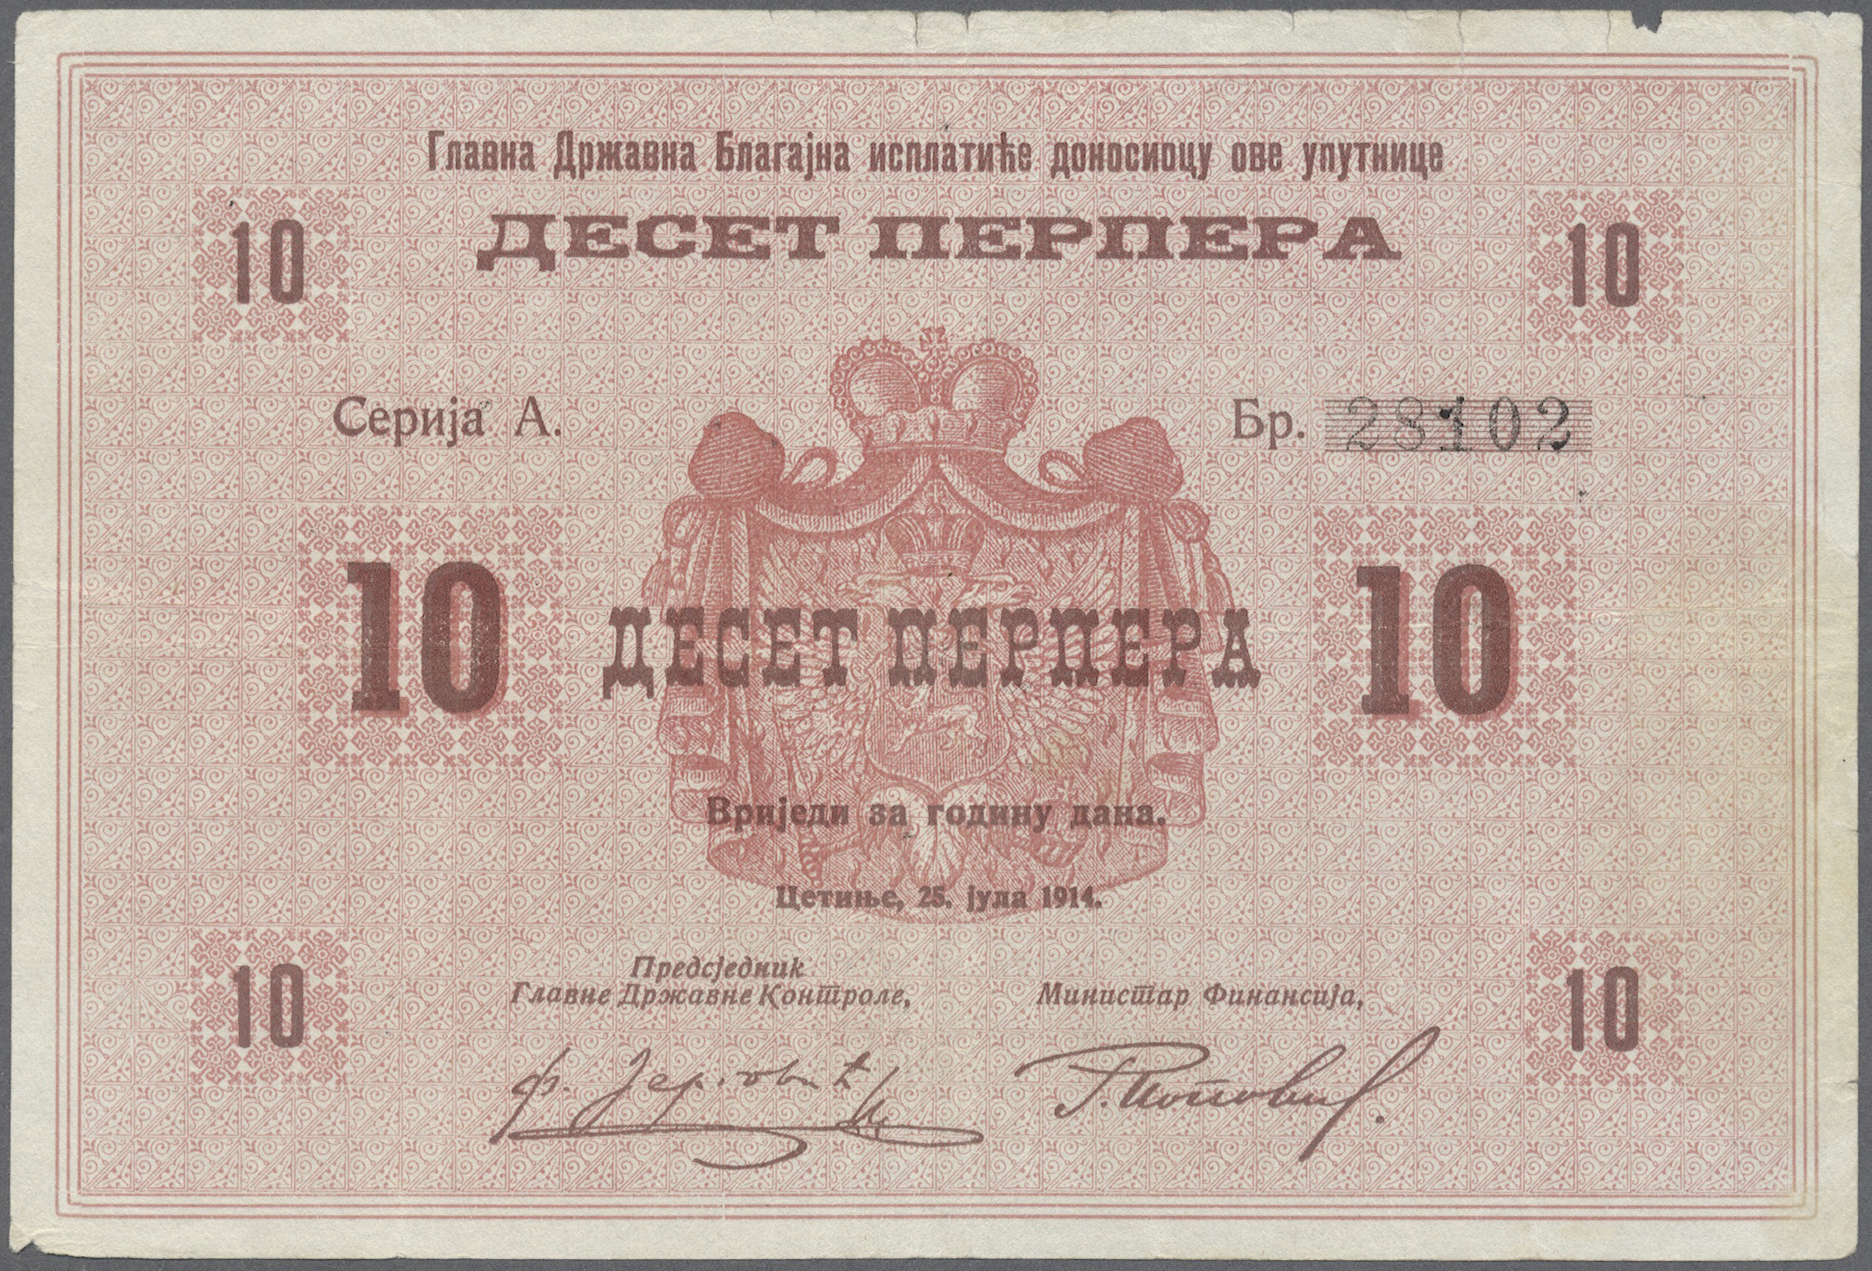 Главна Државна Благајна исплатиће доносиоцу ове упутнице
ДЕСЕТ ПЕРПЕРА
10 10
Серија А. Бр. 28102
10 ДЕСЕТ ПЕРПЕРА 10
Вриједи за годину дана.
Цетиње, 25. јула 1914.
Предсједник
Главне Државне Контроле, Министар Финансија,
10 10
Ф. Г. Поповић.